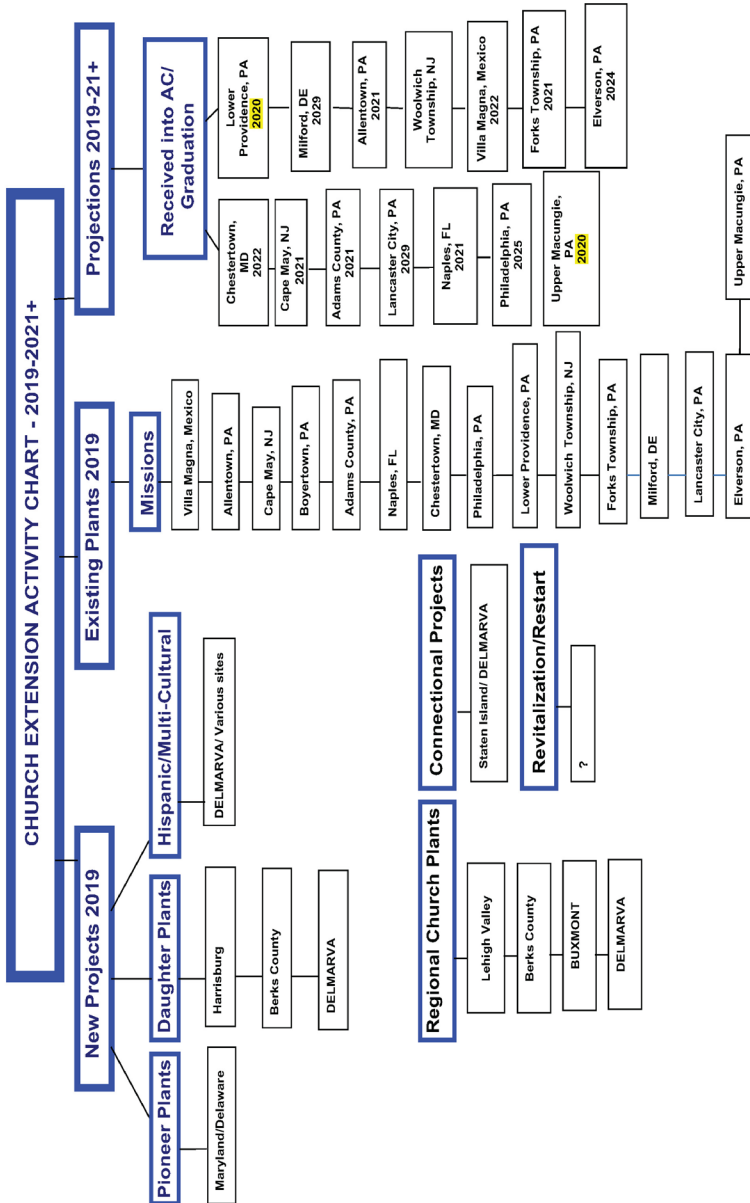 CHURCH EXTENSION ACTIVITY CHART - 2019-2021+
New Projects 2019
Existing Plants 2019
Projections 2019-21+
Pioneer Plants
Maryland/Delaware
Daughter Plants
Harrisburg
Berks County
DELMARVA
Hispanic/Multi-Cultural
DELMARVA/ Various sites
Regional Church Plants
Lehigh Valley
Berks County
BUXMONT
DELMARVA
Connectional Projects
Staten Island/ DELMARVA
Revitalization/Restart
?
Missions
Villa Magna, Mexico
Allentown, PA
Cape May, NJ
Boyertown, PA
Adams County, PA
Naples, FL
Chestertown, MD
Philadelphia, PA
Lower Providence, PA
Woolwich Township, NJ
Forks Township, PA
Milford, DE
Lancaster City, PA
Elverson, PA
Upper Macungie, PA
Received into AC/
Graduation
Chestertown,
MD
2022
Cape May, NJ
2021
Adams County, PA
2021
Lancaster City, PA
2029
Naples, FL
2021
Philadelphia, PA
2025
Upper Macungie,
PA
2020
Lower
Providence, PA
2020
Milford, DE
2029
Allentown, PA
2021
Woolwich
Township, NJ
Villa Magna, Mexico
2022
Forks Township, PA
2021
Elverson, PA
2024